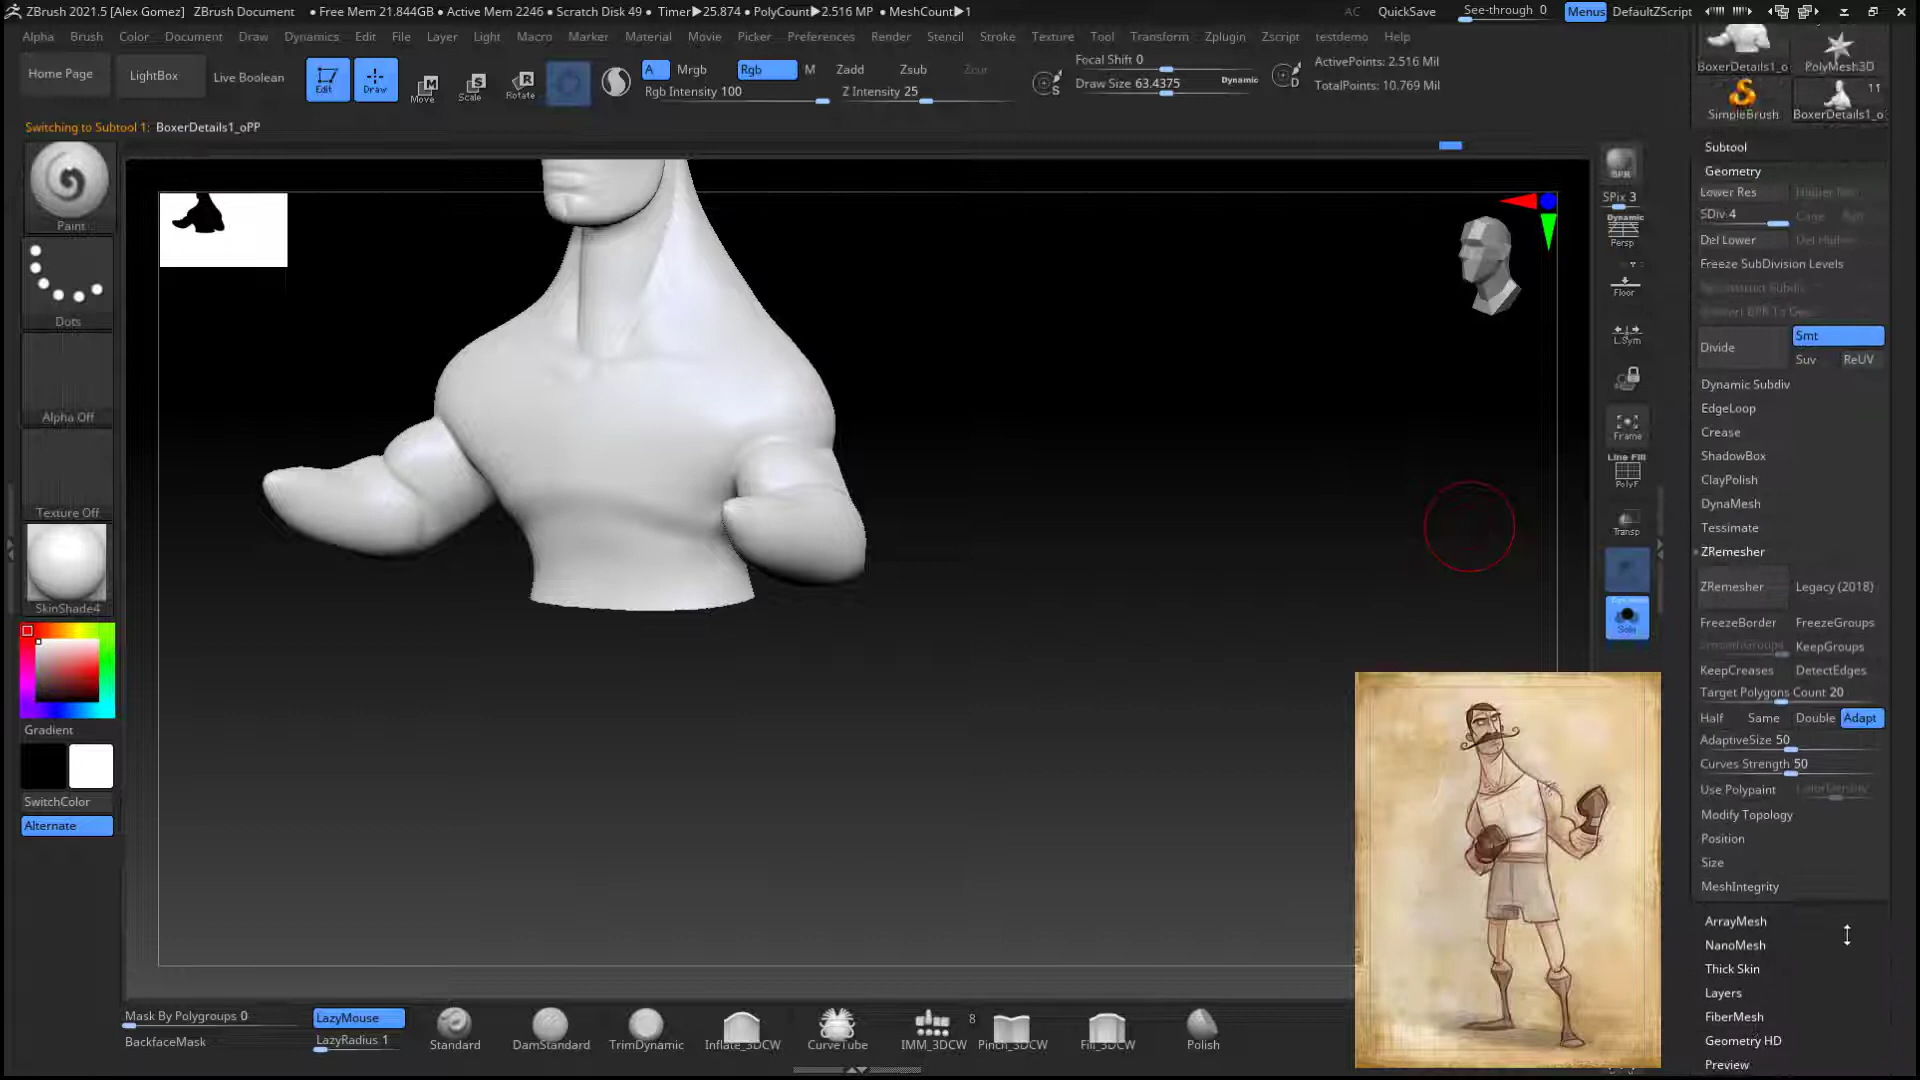 ZBrush 2021.5 [Alex Gomez] ZBrush Document • Free Mem 21.844GB • Active Mem 2246 • Scratch Disk 49 • Timer▶25.874 • PolyCount▶2.516 MP • MeshCount▶1 AC QuickSave See-through 0 Menus DefaultZScript
Alpha Brush Color Document Draw Dynamics Edit File Layer Light Macro Marker Material Movie Picker Preferences Render Stencil Stroke Texture Tool Transform Zplugin Zscript testdemo Help
Home Page LightBox Live Boolean Edit Draw Move Scale Rotate A Mrgb Rgb M Zadd Zsub Zcut
Rgb Intensity 100 Z Intensity 25
Focal Shift 0
Draw Size 63.4375 Dynamic
S D
ActivePoints: 2.516 Mil
TotalPoints: 10.769 Mil
Switching to Subtool 1: BoxerDetails1_oPP
Paint
Dots
Alpha Off
Texture Off
SkinShade4
Gradient
SwitchColor
Alternate
BPR
SPix 3
Dynamic
Persp
Floor
L.Sym
Frame
Line Fill
PolyF
Transp
Solo
BoxerDetails1_o PolyMesh3D
11
SimpleBrush BoxerDetails1_o
Subtool
Geometry
Lower Res
SDiv 4
Del Lower
Freeze SubDivision Levels
Divide Smt
Suv ReUV
Dynamic Subdiv
EdgeLoop
Crease
ShadowBox
ClayPolish
DynaMesh
Tessimate
ZRemesher
ZRemesher Legacy (2018)
FreezeBorder FreezeGroups
SmoothGroups KeepGroups
KeepCreases DetectEdges
Target Polygons Count 20
Half Same Double Adapt
AdaptiveSize 50
Curves Strength 50
Use Polypaint ColorDensity
Modify Topology
Position
Size
MeshIntegrity
ArrayMesh
NanoMesh
Thick Skin
Layers
FiberMesh
Geometry HD
Preview
Mask By Polygroups 0
BackfaceMask
LazyMouse
LazyRadius 1
Standard DamStandard TrimDynamic Inflate_3DCW CurveTube IMM_3DCW 8 Pinch_3DCW Fill_3DCW Polish